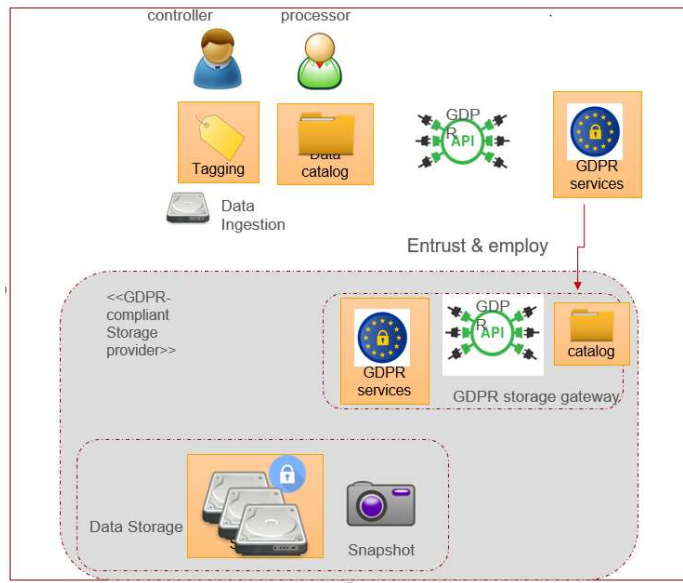 controller
processor
Tagging
Data
catalog
GDP
R
API
GDPR
services
Data
Ingestion
Entrust & employ
<<GDPR-
compliant
Storage
provider>>
GDPR
services
GDP
R
API
catalog
GDPR storage gateway
Data Storage
Snapshot